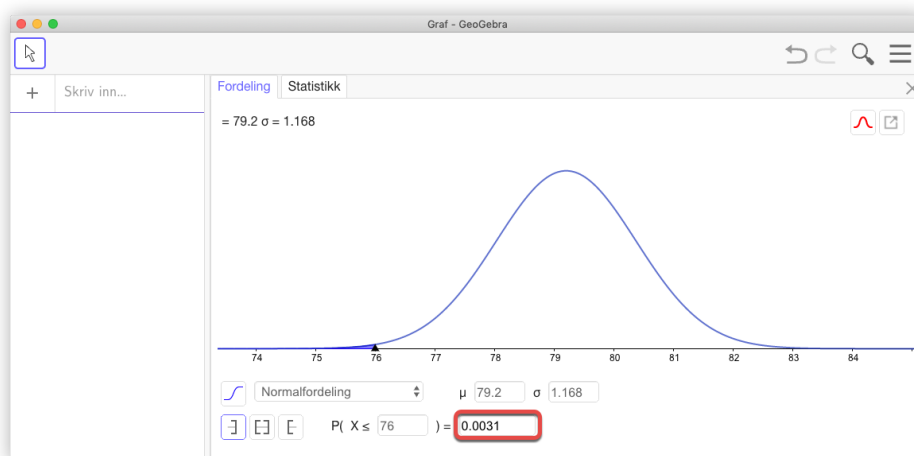 Graf - GeoGebra
+ Skriv inn...
Fordeling Statistikk
= 79.2 σ = 1.168
74 75 76 77 78 79 80 81 82 83 84
Normalfordeling μ 79.2 σ 1.168
P( X ≤ 76 ) = 0.0031